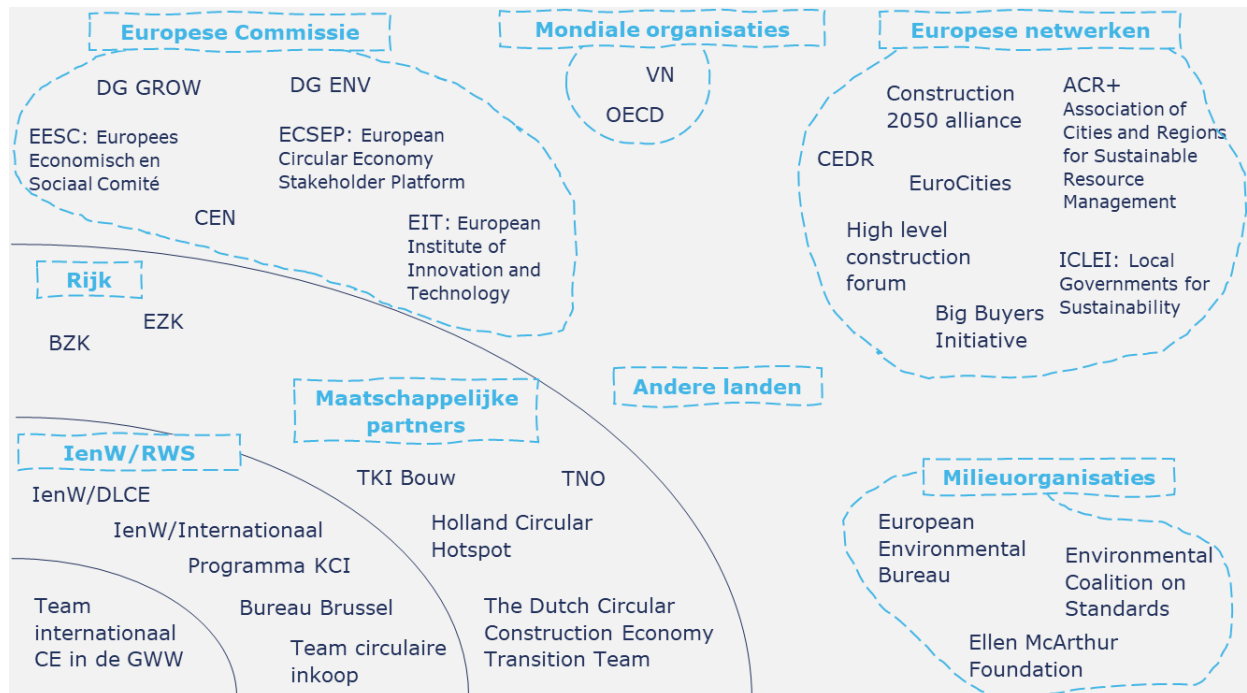 Europese Commissie
DG GROW
DG ENV
EESC: Europees
Economisch en
Sociaal Comité
ECSEP: European
Circular Economy
Stakeholder Platform
CEN
EIT: European
Institute of
Innovation and
Technology
Mondiale organisaties
VN
OECD
Europese netwerken
Construction
2050 alliance
ACR+
Association of
Cities and Regions
for Sustainable
Resource
Management
CEDR
EuroCities
High level
construction
forum
ICLEI: Local
Governments for
Sustainability
Big Buyers
Initiative
Rijk
EZK
BZK
Maatschappelijke
partners
TKI Bouw
TNO
Holland Circular
Hotspot
The Dutch Circular
Construction Economy
Transition Team
Andere landen
IenW/RWS
IenW/DLCE
IenW/Internationaal
Programma KCI
Bureau Brussel
Team circulaire
inkoop
Team
internationaal
CE in de GWW
Milieuorganisaties
European
Environmental
Bureau
Environmental
Coalition on
Standards
Ellen McArthur
Foundation